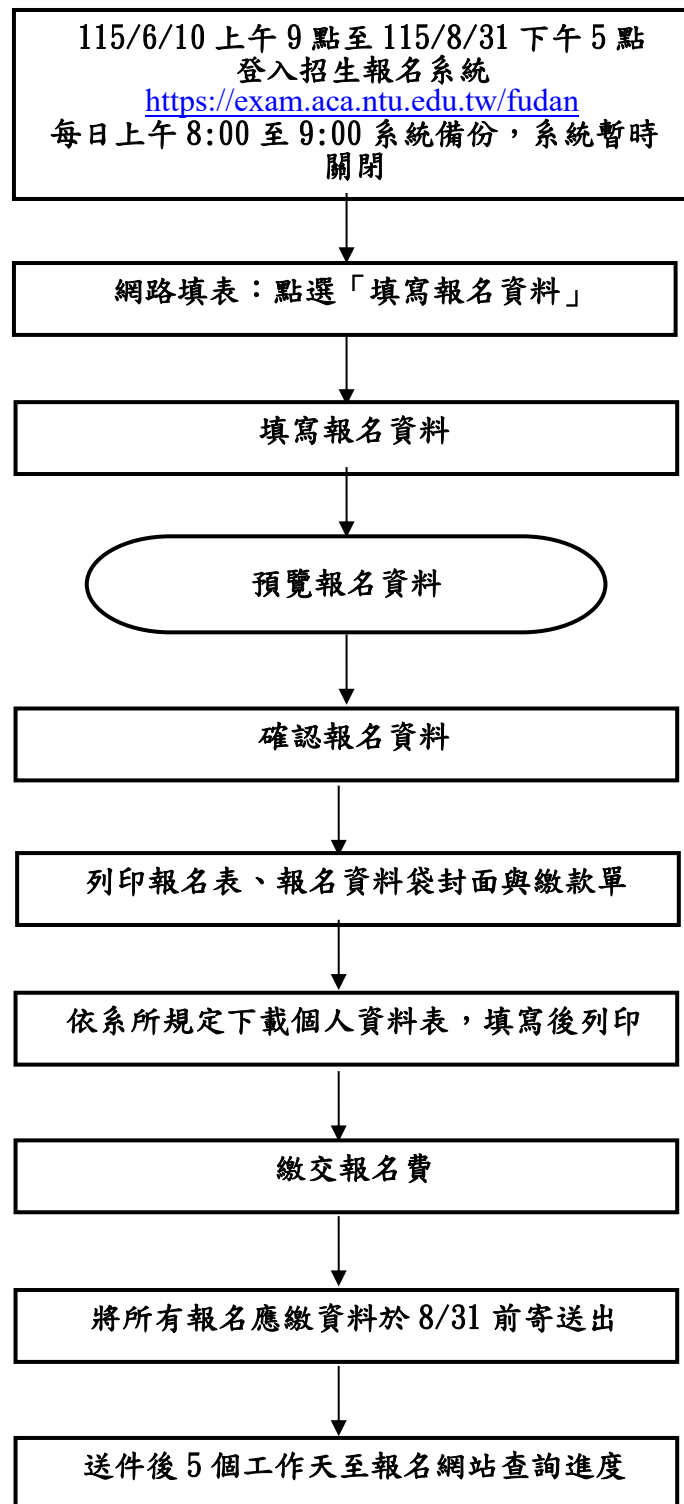 115/6/10 上午 9 點至 115/8/31 下午 5 點
登入招生報名系統
https://exam.aca.ntu.edu.tw/fudan
每日上午 8:00 至 9:00 系統備份，系統暫時
關閉
網路填表：點選「填寫報名資料」
填寫報名資料
預覽報名資料
確認報名資料
列印報名表、報名資料袋封面與繳款單
依系所規定下載個人資料表，填寫後列印
繳交報名費
將所有報名應繳資料於 8/31 前寄送出
送件後 5 個工作天至報名網站查詢進度